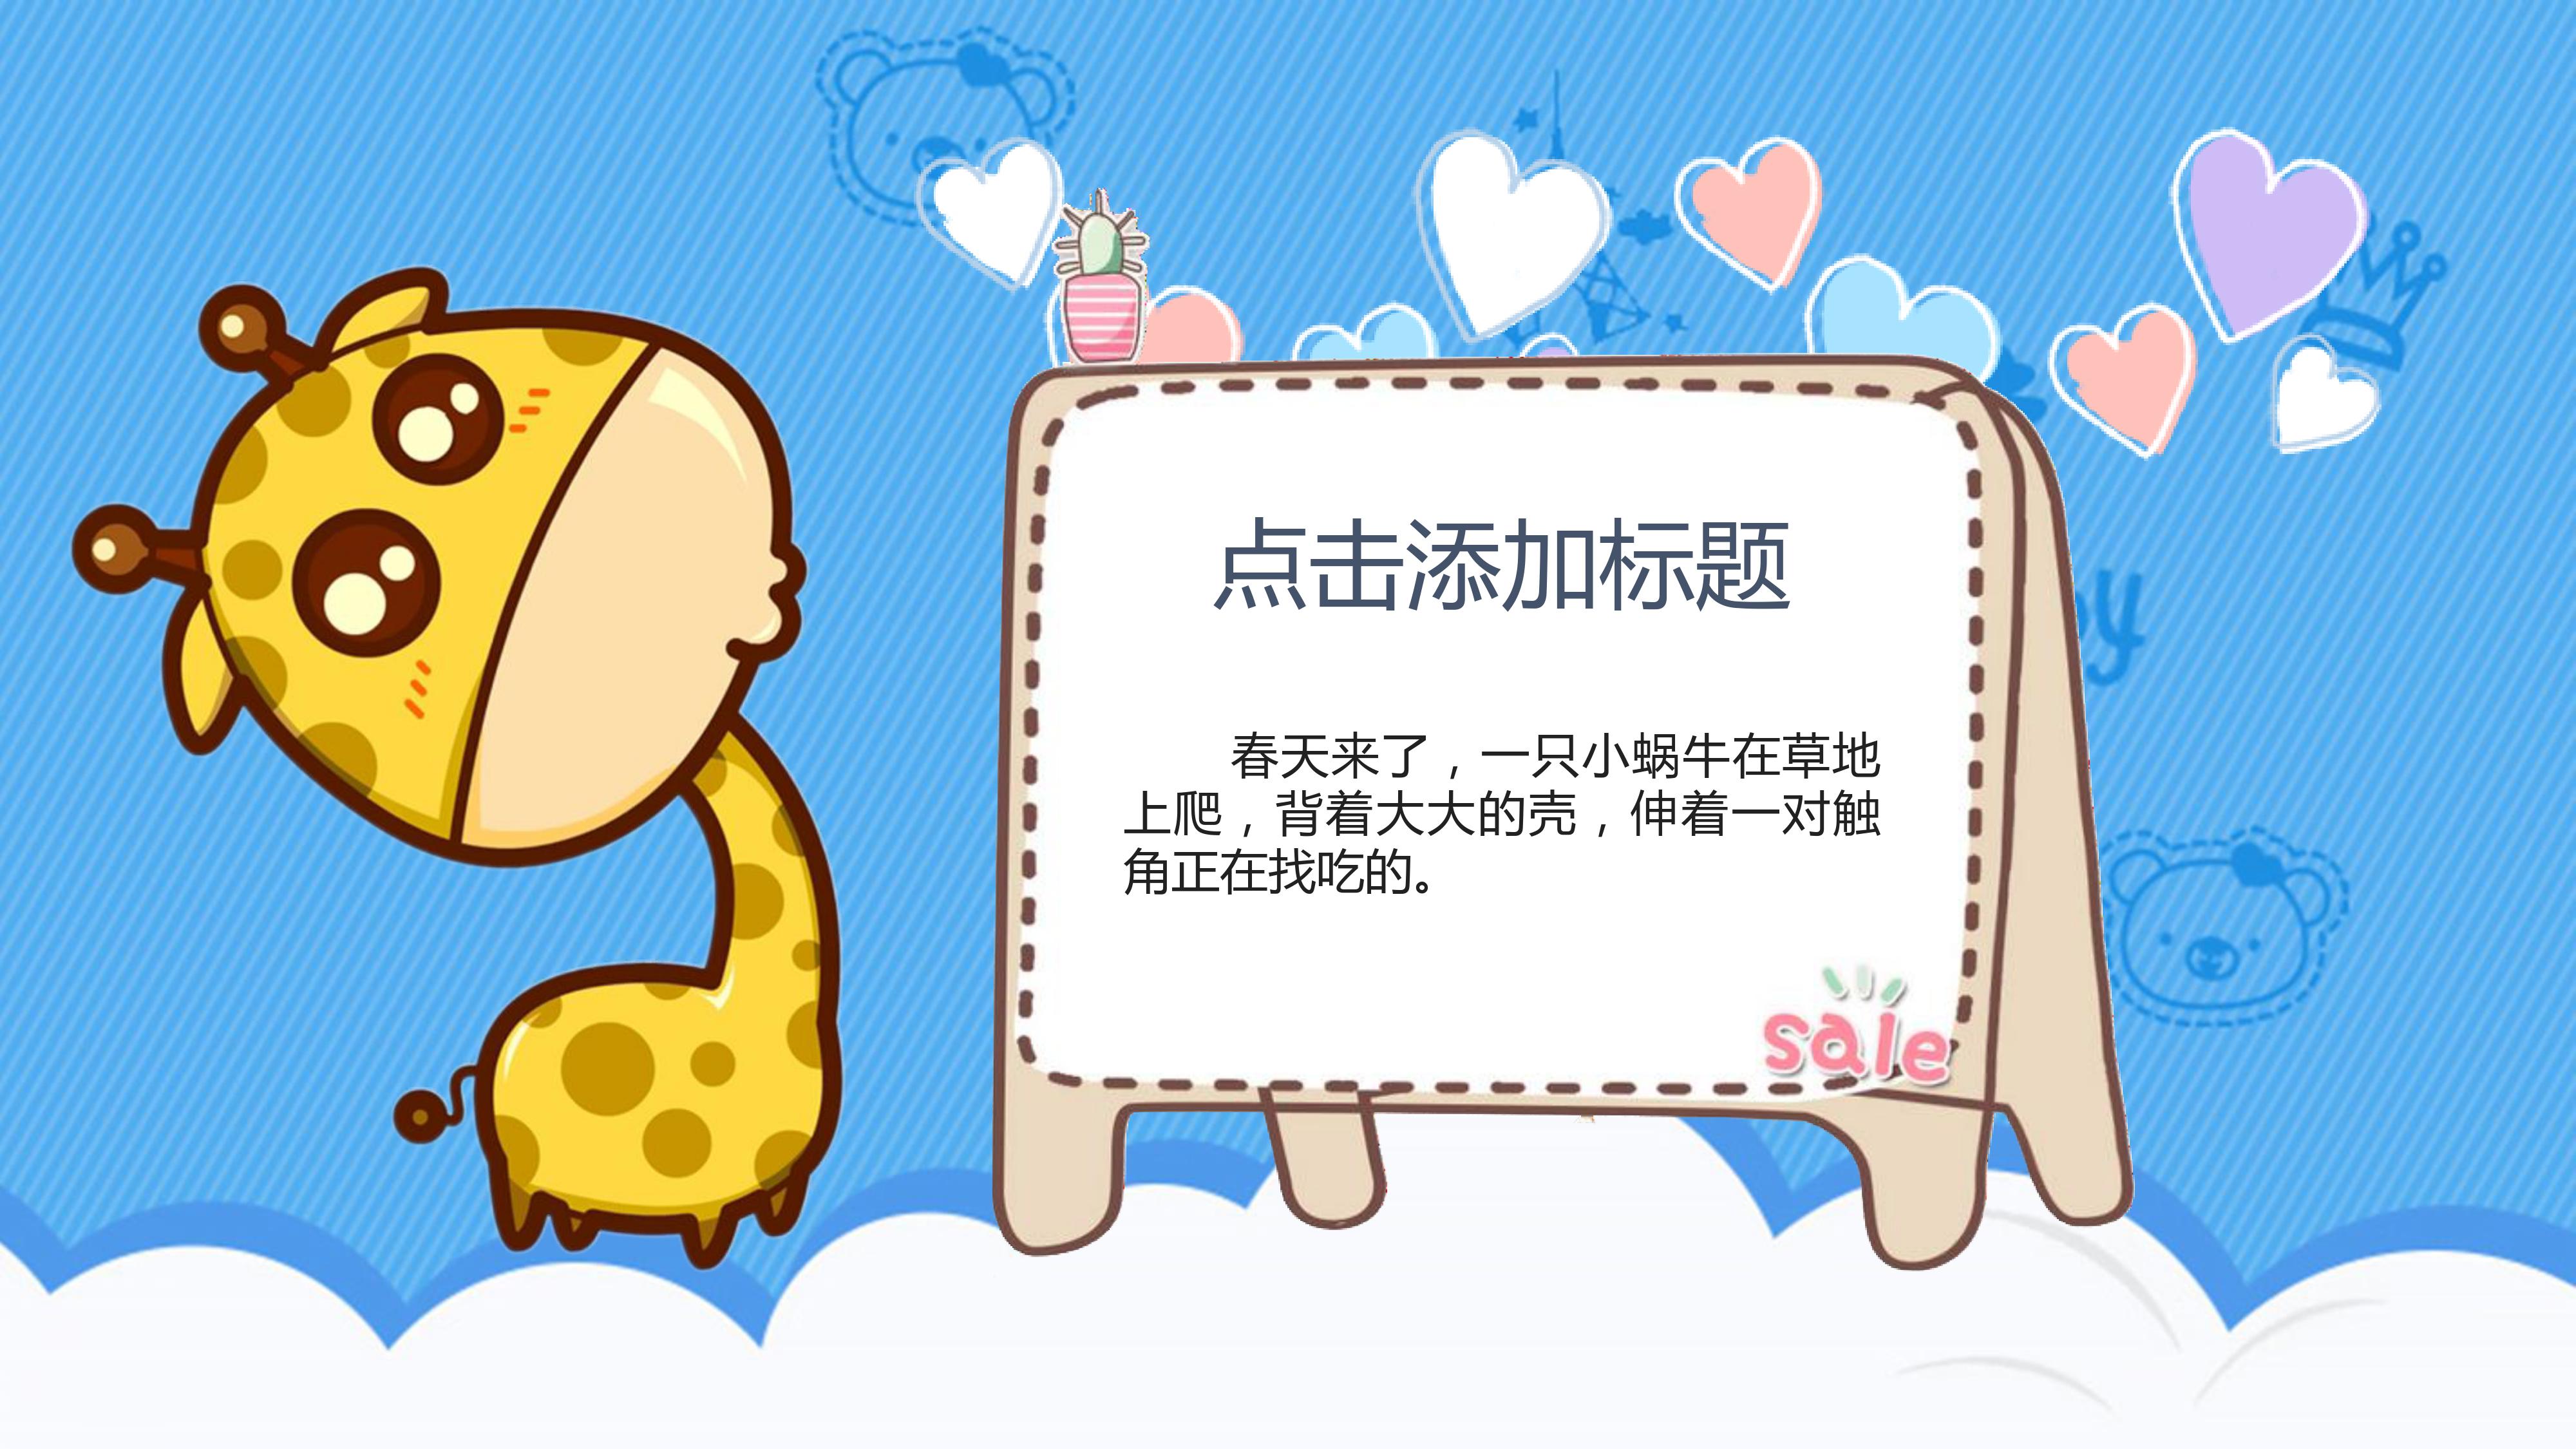 点击添加标题
春天来了，一只小蜗牛在草地
上爬，背着大大的壳，伸着一对触
角正在找吃的。
sale